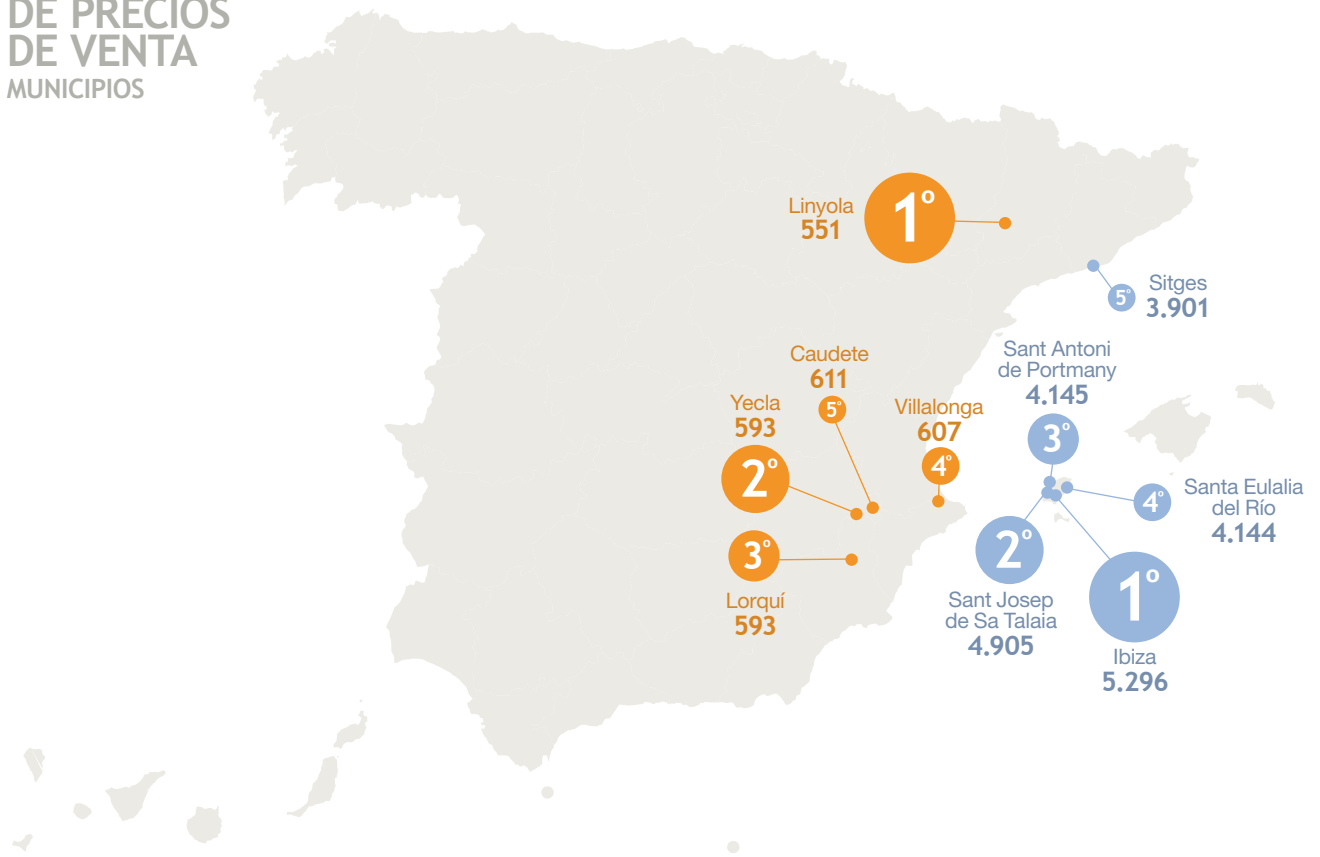 DE PRECIOS
DE VENTA
MUNICIPIOS
Linyola
551
1º
5º
Sitges
3.901
Sant Antoni
de Portmany
4.145
3º
Caudete
611
5º
Yecla
593
2º
Villalonga
607
4º
4º
Santa Eulalia
del Río
4.144
3º
Lorquí
593
2º
Sant Josep
de Sa Talaia
4.905
1º
Ibiza
5.296